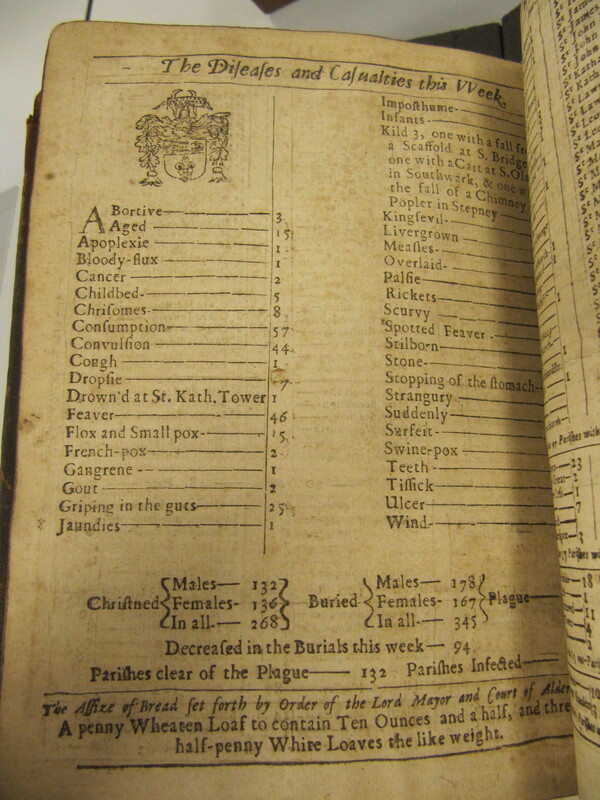 The Diſeaſes and Caſualties this VVeek.
ABortive 3
Aged 15
Apoplexie 1
Bloody-flux 1
Cancer 2
Childbed- 5
Chriſomes- 8
Conſumption 57
Convulſion 44
Cough 1
Dropſie 7
Drown'd at St. Kath. Tower 1
Feaver 46
Flox and Small pox- 15
French-pox 2
Gangrene 1
Gout 2
Griping in the guts 25
Jaundies 1
Impoſthume-
Infants
Kild 3, one with a fall
a Scaffold at S. Bridge
one with a Cart at S. Ol
in Southwark, & one w
the fall of a Chimney
Popler in Stepney
Kingſevil-
Livergrown
Meaſles-
Overlaid-
Palſie
Rickets
Scurvy
Spotted Feaver
Stilborn
Stone
Stopping of the ſtomach
Strangury
Suddenly
Surfeit
Swine-pox
Teeth
Tiſſick
Ulcer
Wind
Chriſtned Males— 132 Females- 136 In all- 268 Buried Males— 178 Females- 167 In all— 345 Plague—
Decreaſed in the Burials this week— 94
Pariſhes clear of the Plague— 132 Pariſhes Infected—
The Aſſize of Bread ſet forth by Order of the Lord Mayor and Court of Alder
A penny Wheaten Loaf to contain Ten Ounces and a half, and three
half-penny White Loaves the like weight.